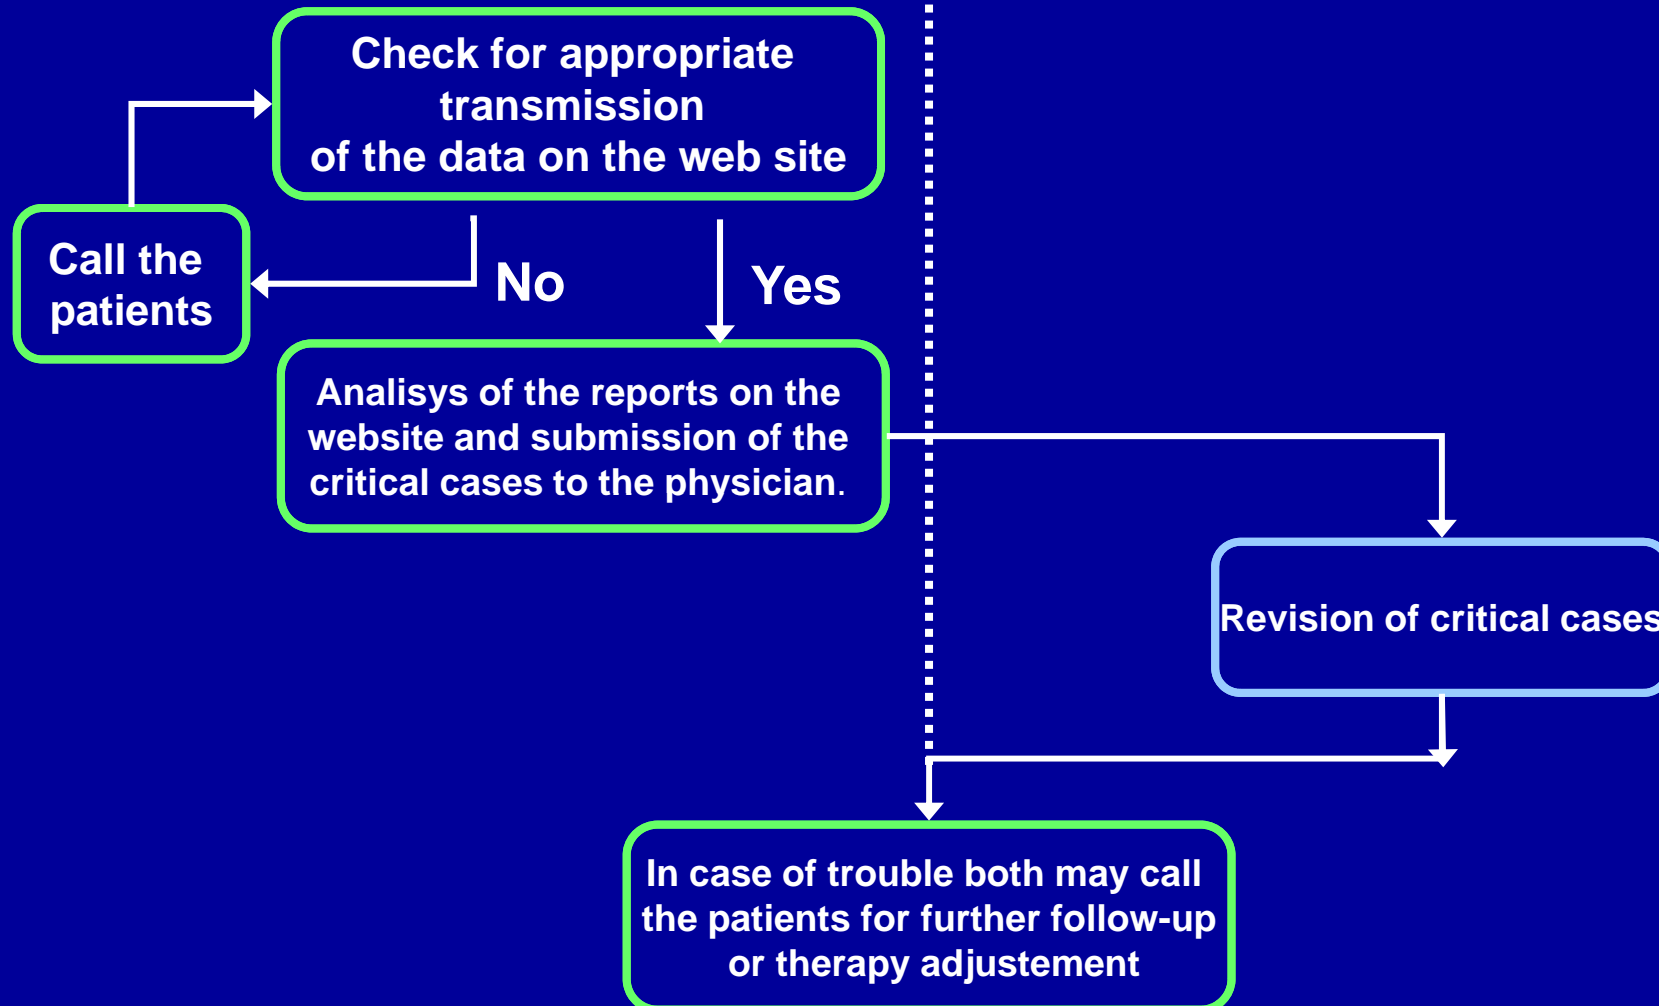 Check for appropriate
transmission
of the data on the web site
Call the
patients
No
Yes
Analisys of the reports on the
website and submission of the
critical cases to the physician.
Revision of critical cases
In case of trouble both may call
the patients for further follow-up
or therapy adjustement